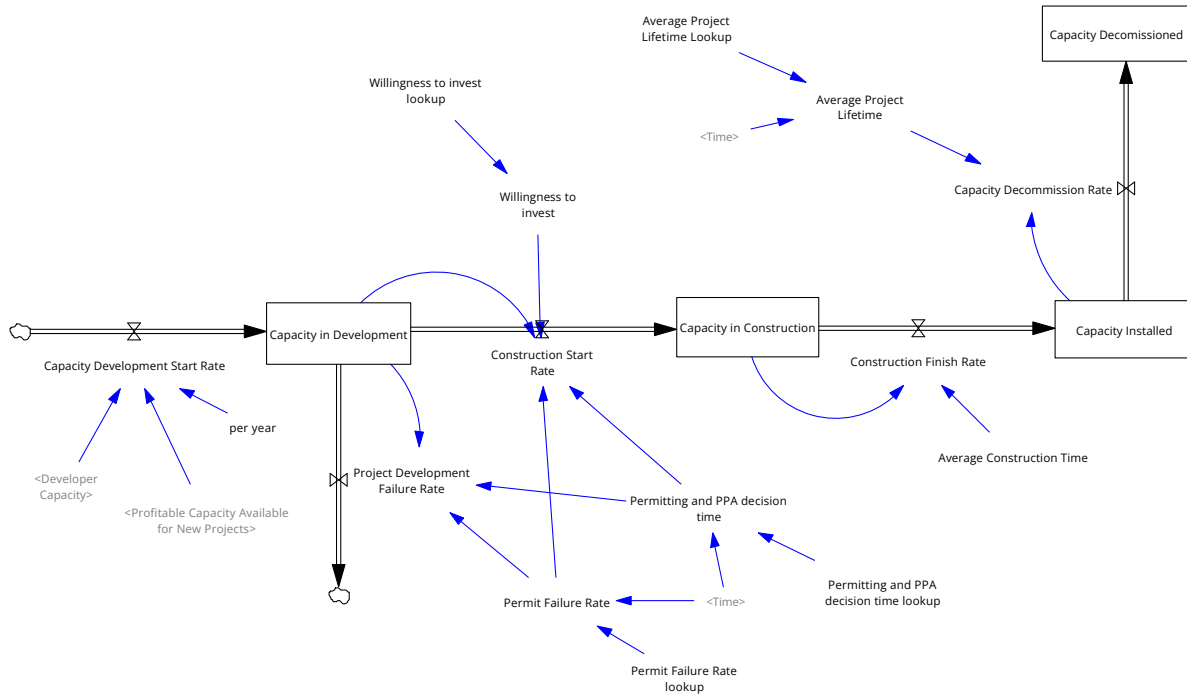 Average Project
Lifetime Lookup
Capacity Decomissioned
Willingness to invest
lookup
Average Project
Lifetime
<Time>
Willingness to
invest
Capacity Decommission Rate
Capacity in Development
Capacity in Construction
Capacity Installed
Capacity Development Start Rate
Construction Start
Rate
Construction Finish Rate
per year
Average Construction Time
<Developer
Capacity>
Project Development
Failure Rate
<Profitable Capacity Available
for New Projects>
Permitting and PPA decision
time
Permit Failure Rate
<Time>
Permitting and PPA
decision time lookup
Permit Failure Rate
lookup